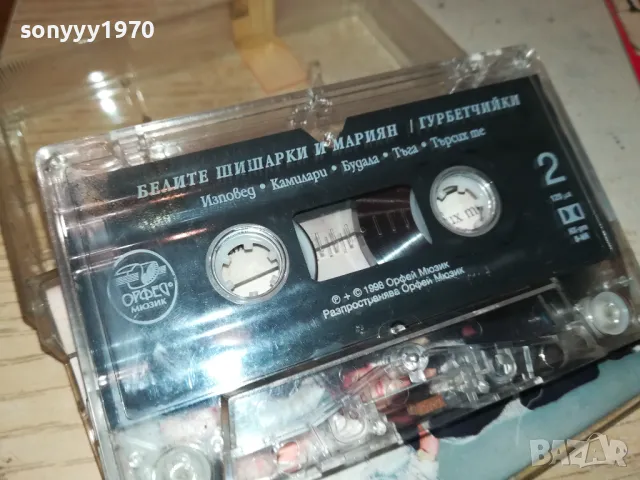 sonyyy1970
БЕЛИТЕ ШИШАРКИ И МАРИЯН / ГУРБЕТЧИЙКИ
Изповед • Камилари • Будала • Тъга • Търсих те
2
ОРФЕЙ
МЮЗИК
℗ + © 1998 Орфей Мюзик
Разпространява Орфей Мюзик
BAZAR